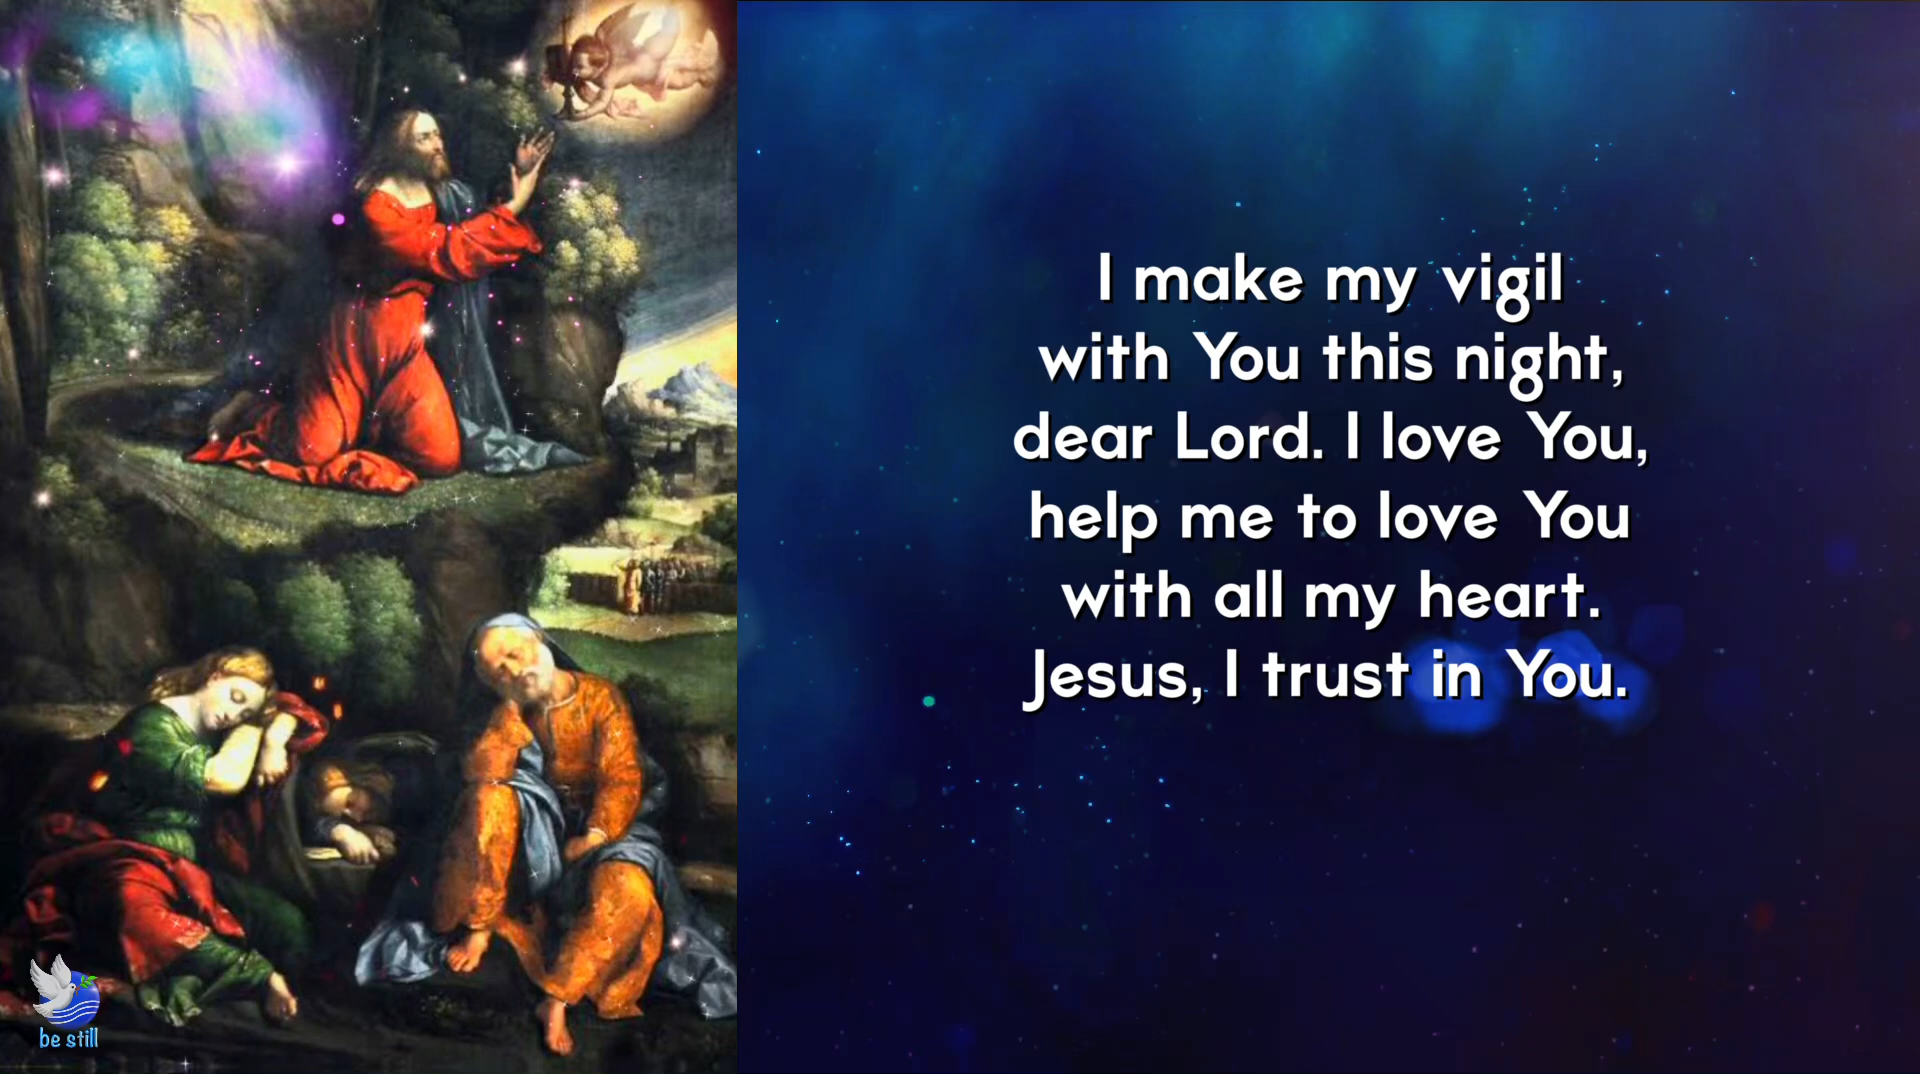 I make my vigil
with You this night,
dear Lord. I love You,
help me to love You
with all my heart.
Jesus, I trust in You.
be still